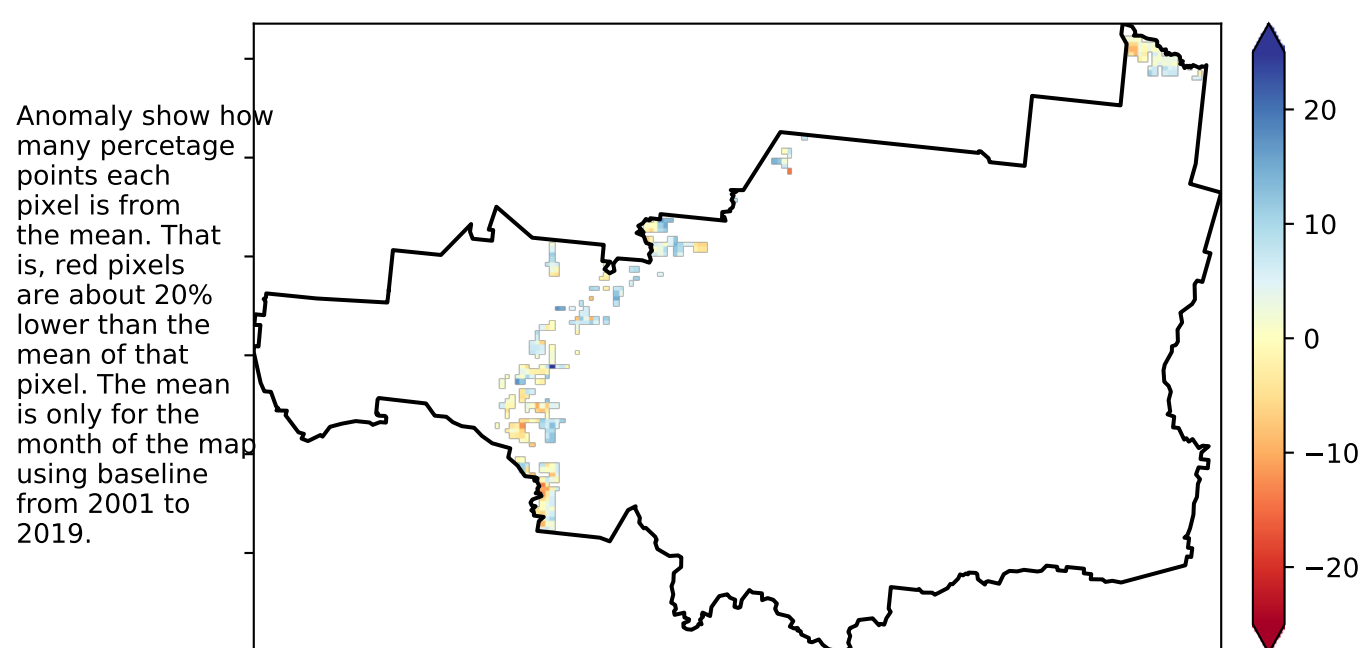 Anomaly show how
many percetage
points each
pixel is from
the mean. That
is, red pixels
are about 20%
lower than the
mean of that
pixel. The mean
is only for the
month of the map
using baseline
from 2001 to
2019.
20
10
0
−10
−20